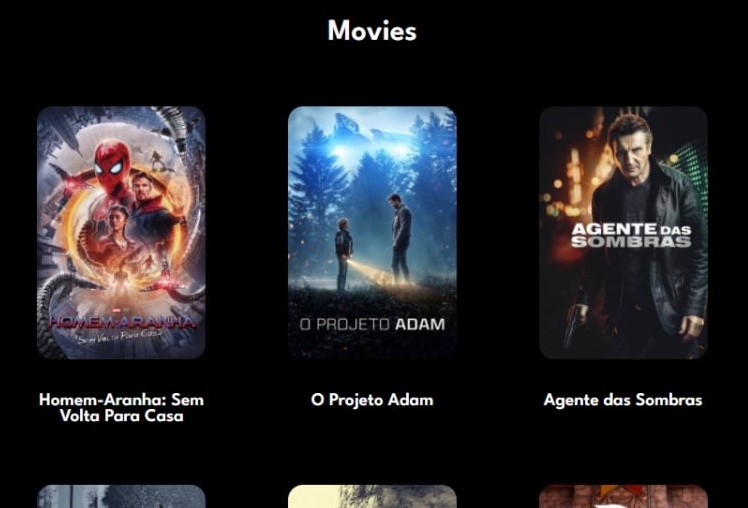 Movies
HOMEM-ARANHA
Sem Volta Para Casa
O PROJETO ADAM
AGENTE DAS
SOMBRAS
Homem-Aranha: Sem
Volta Para Casa
O Projeto Adam
Agente das Sombras